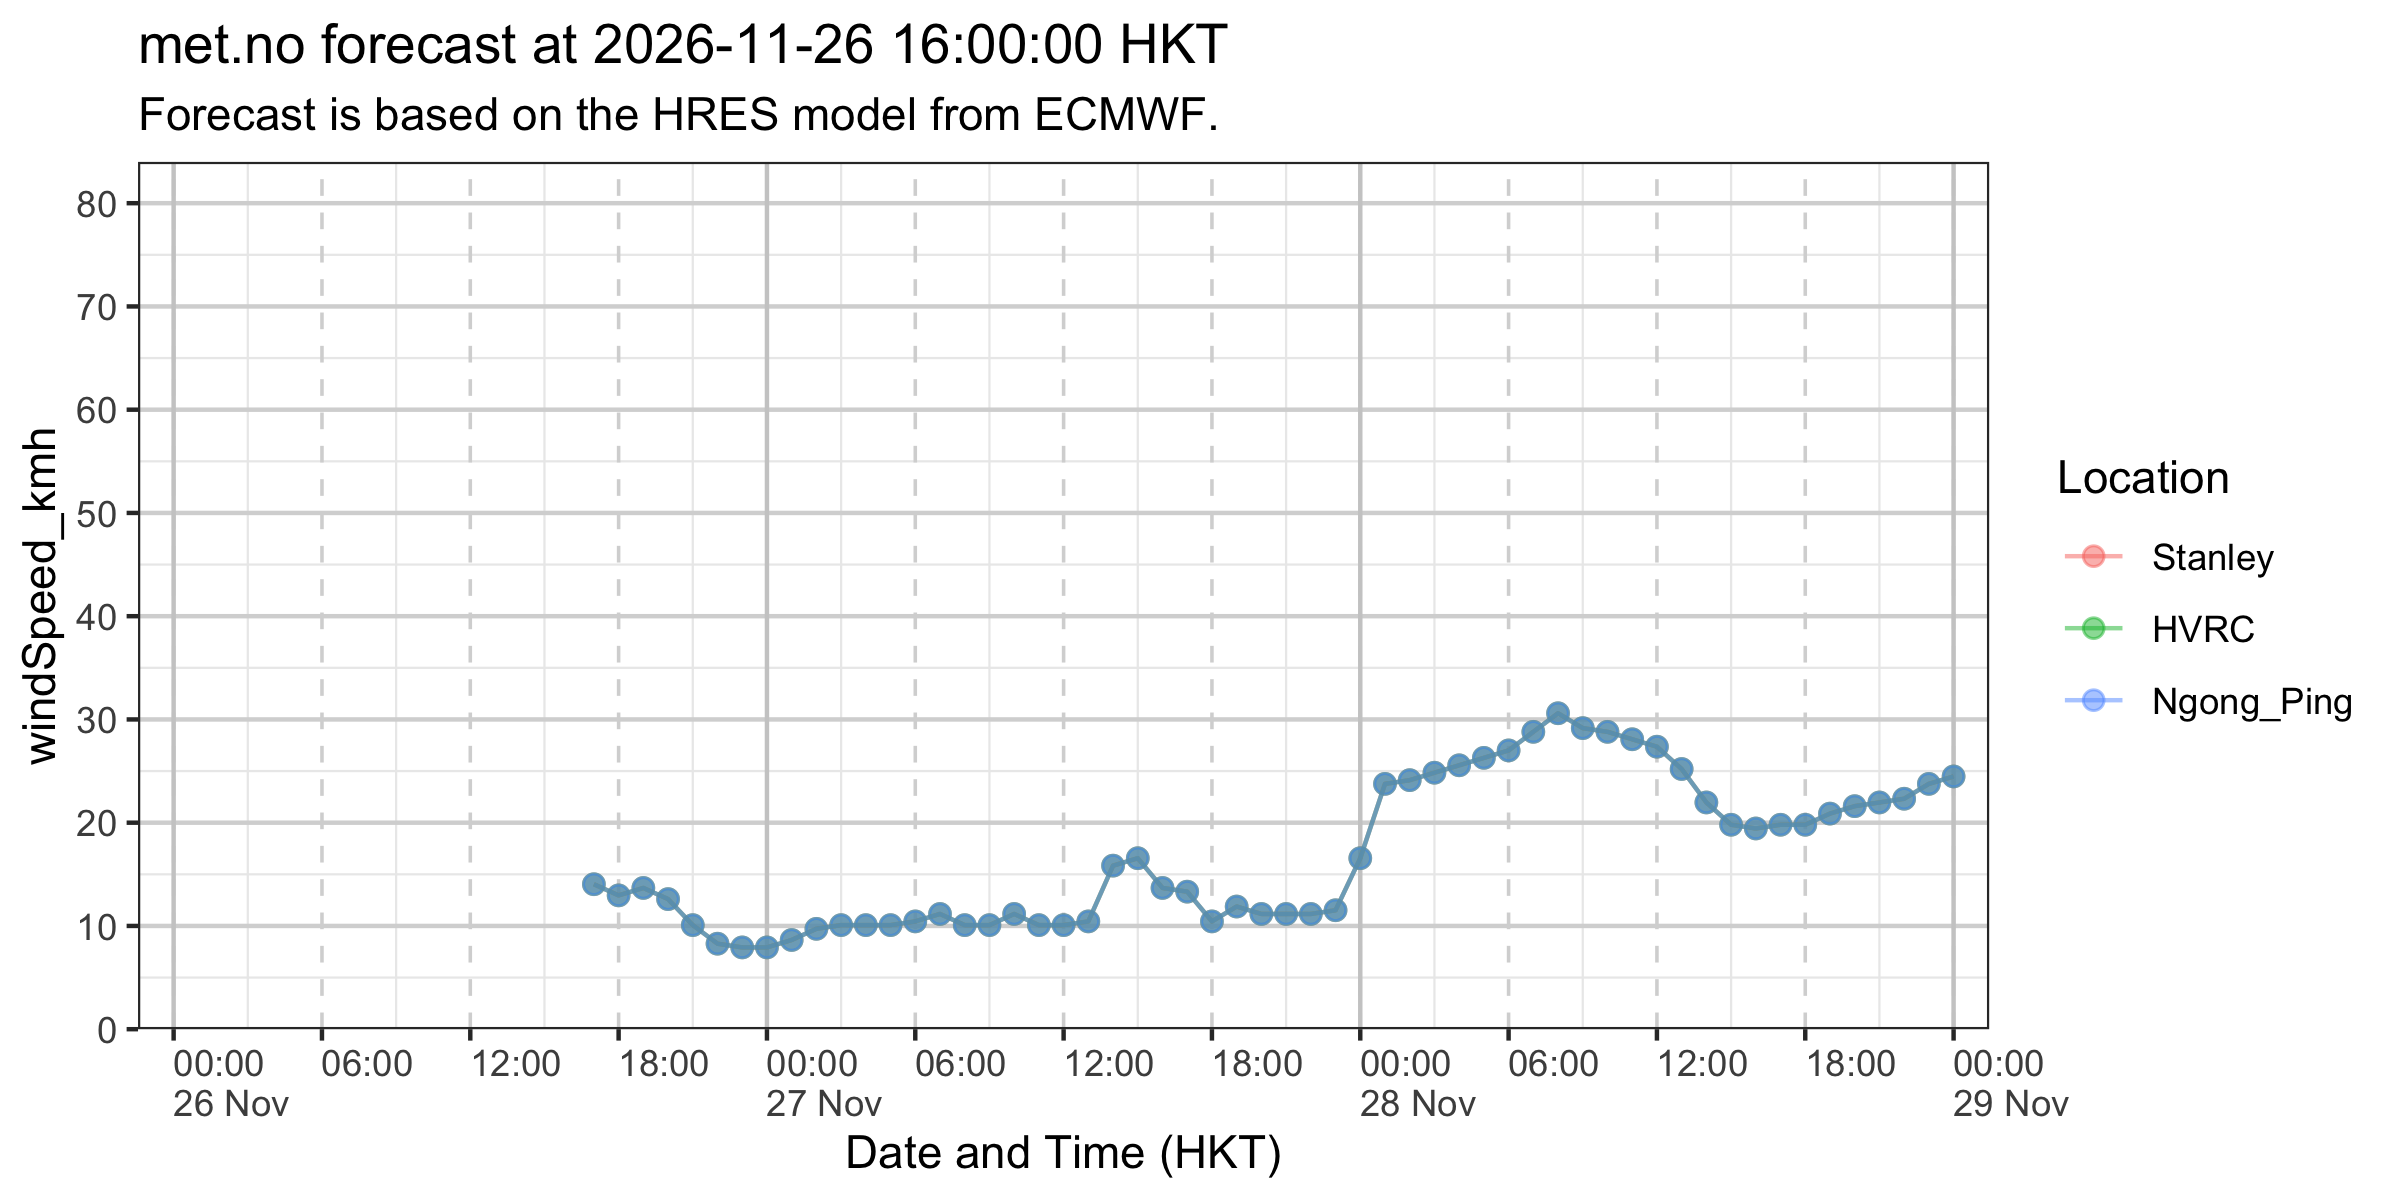 met.no forecast at 2026-11-26 16:00:00 HKT
Forecast is based on the HRES model from ECMWF.
windSpeed_kmh
80
70
60
50
40
30
20
10
0
00:00 06:00 12:00 18:00 00:00 06:00 12:00 18:00 00:00 06:00 12:00 18:00 00:00
26 Nov 27 Nov 28 Nov 29 Nov
Date and Time (HKT)
Location
Stanley
HVRC
Ngong_Ping